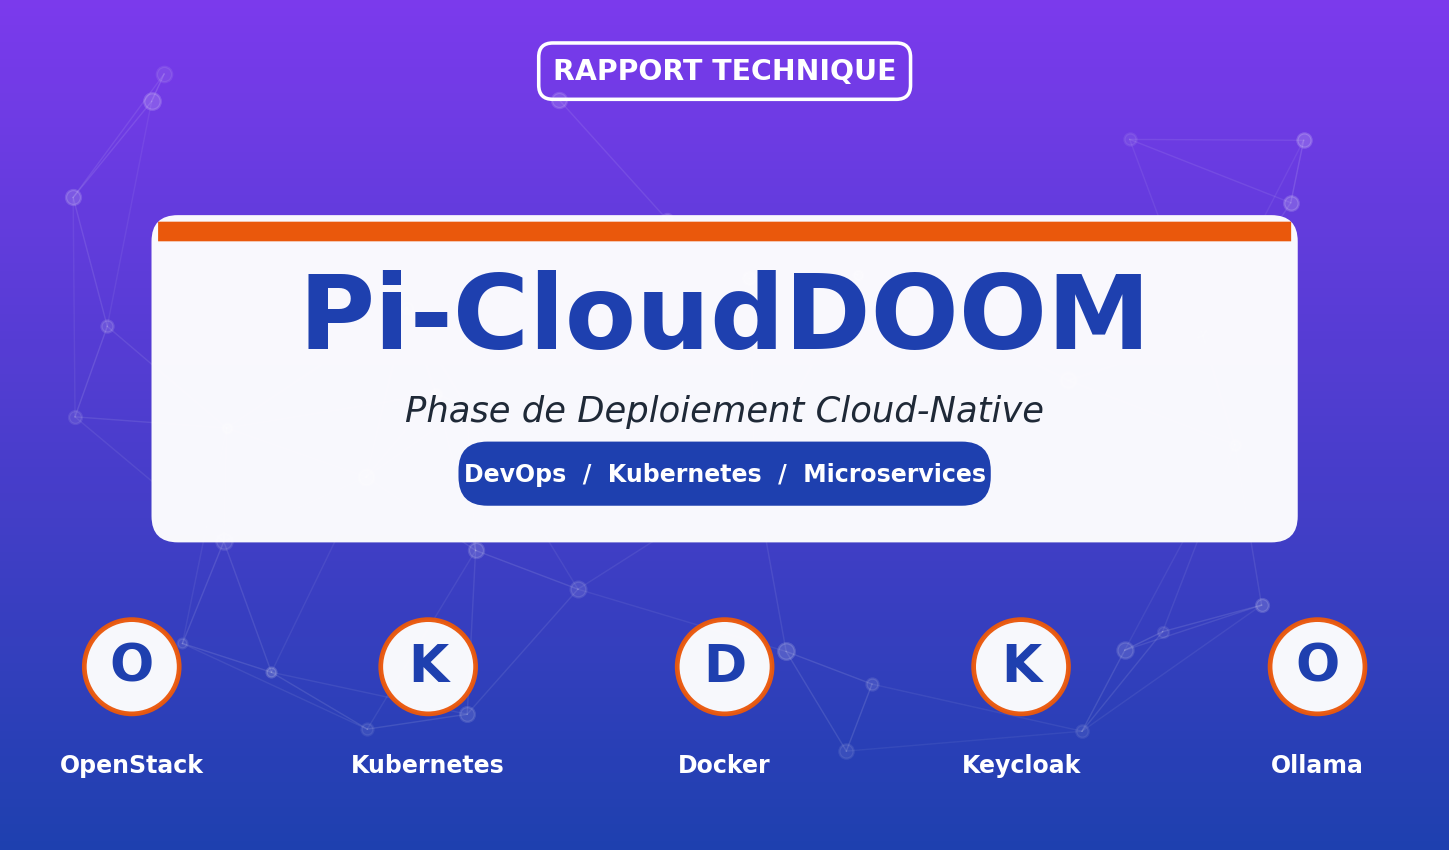 RAPPORT TECHNIQUE
Pi-CloudDOOM
Phase de Deploiement Cloud-Native
DevOps / Kubernetes / Microservices
O K D K O
OpenStack Kubernetes Docker Keycloak Ollama